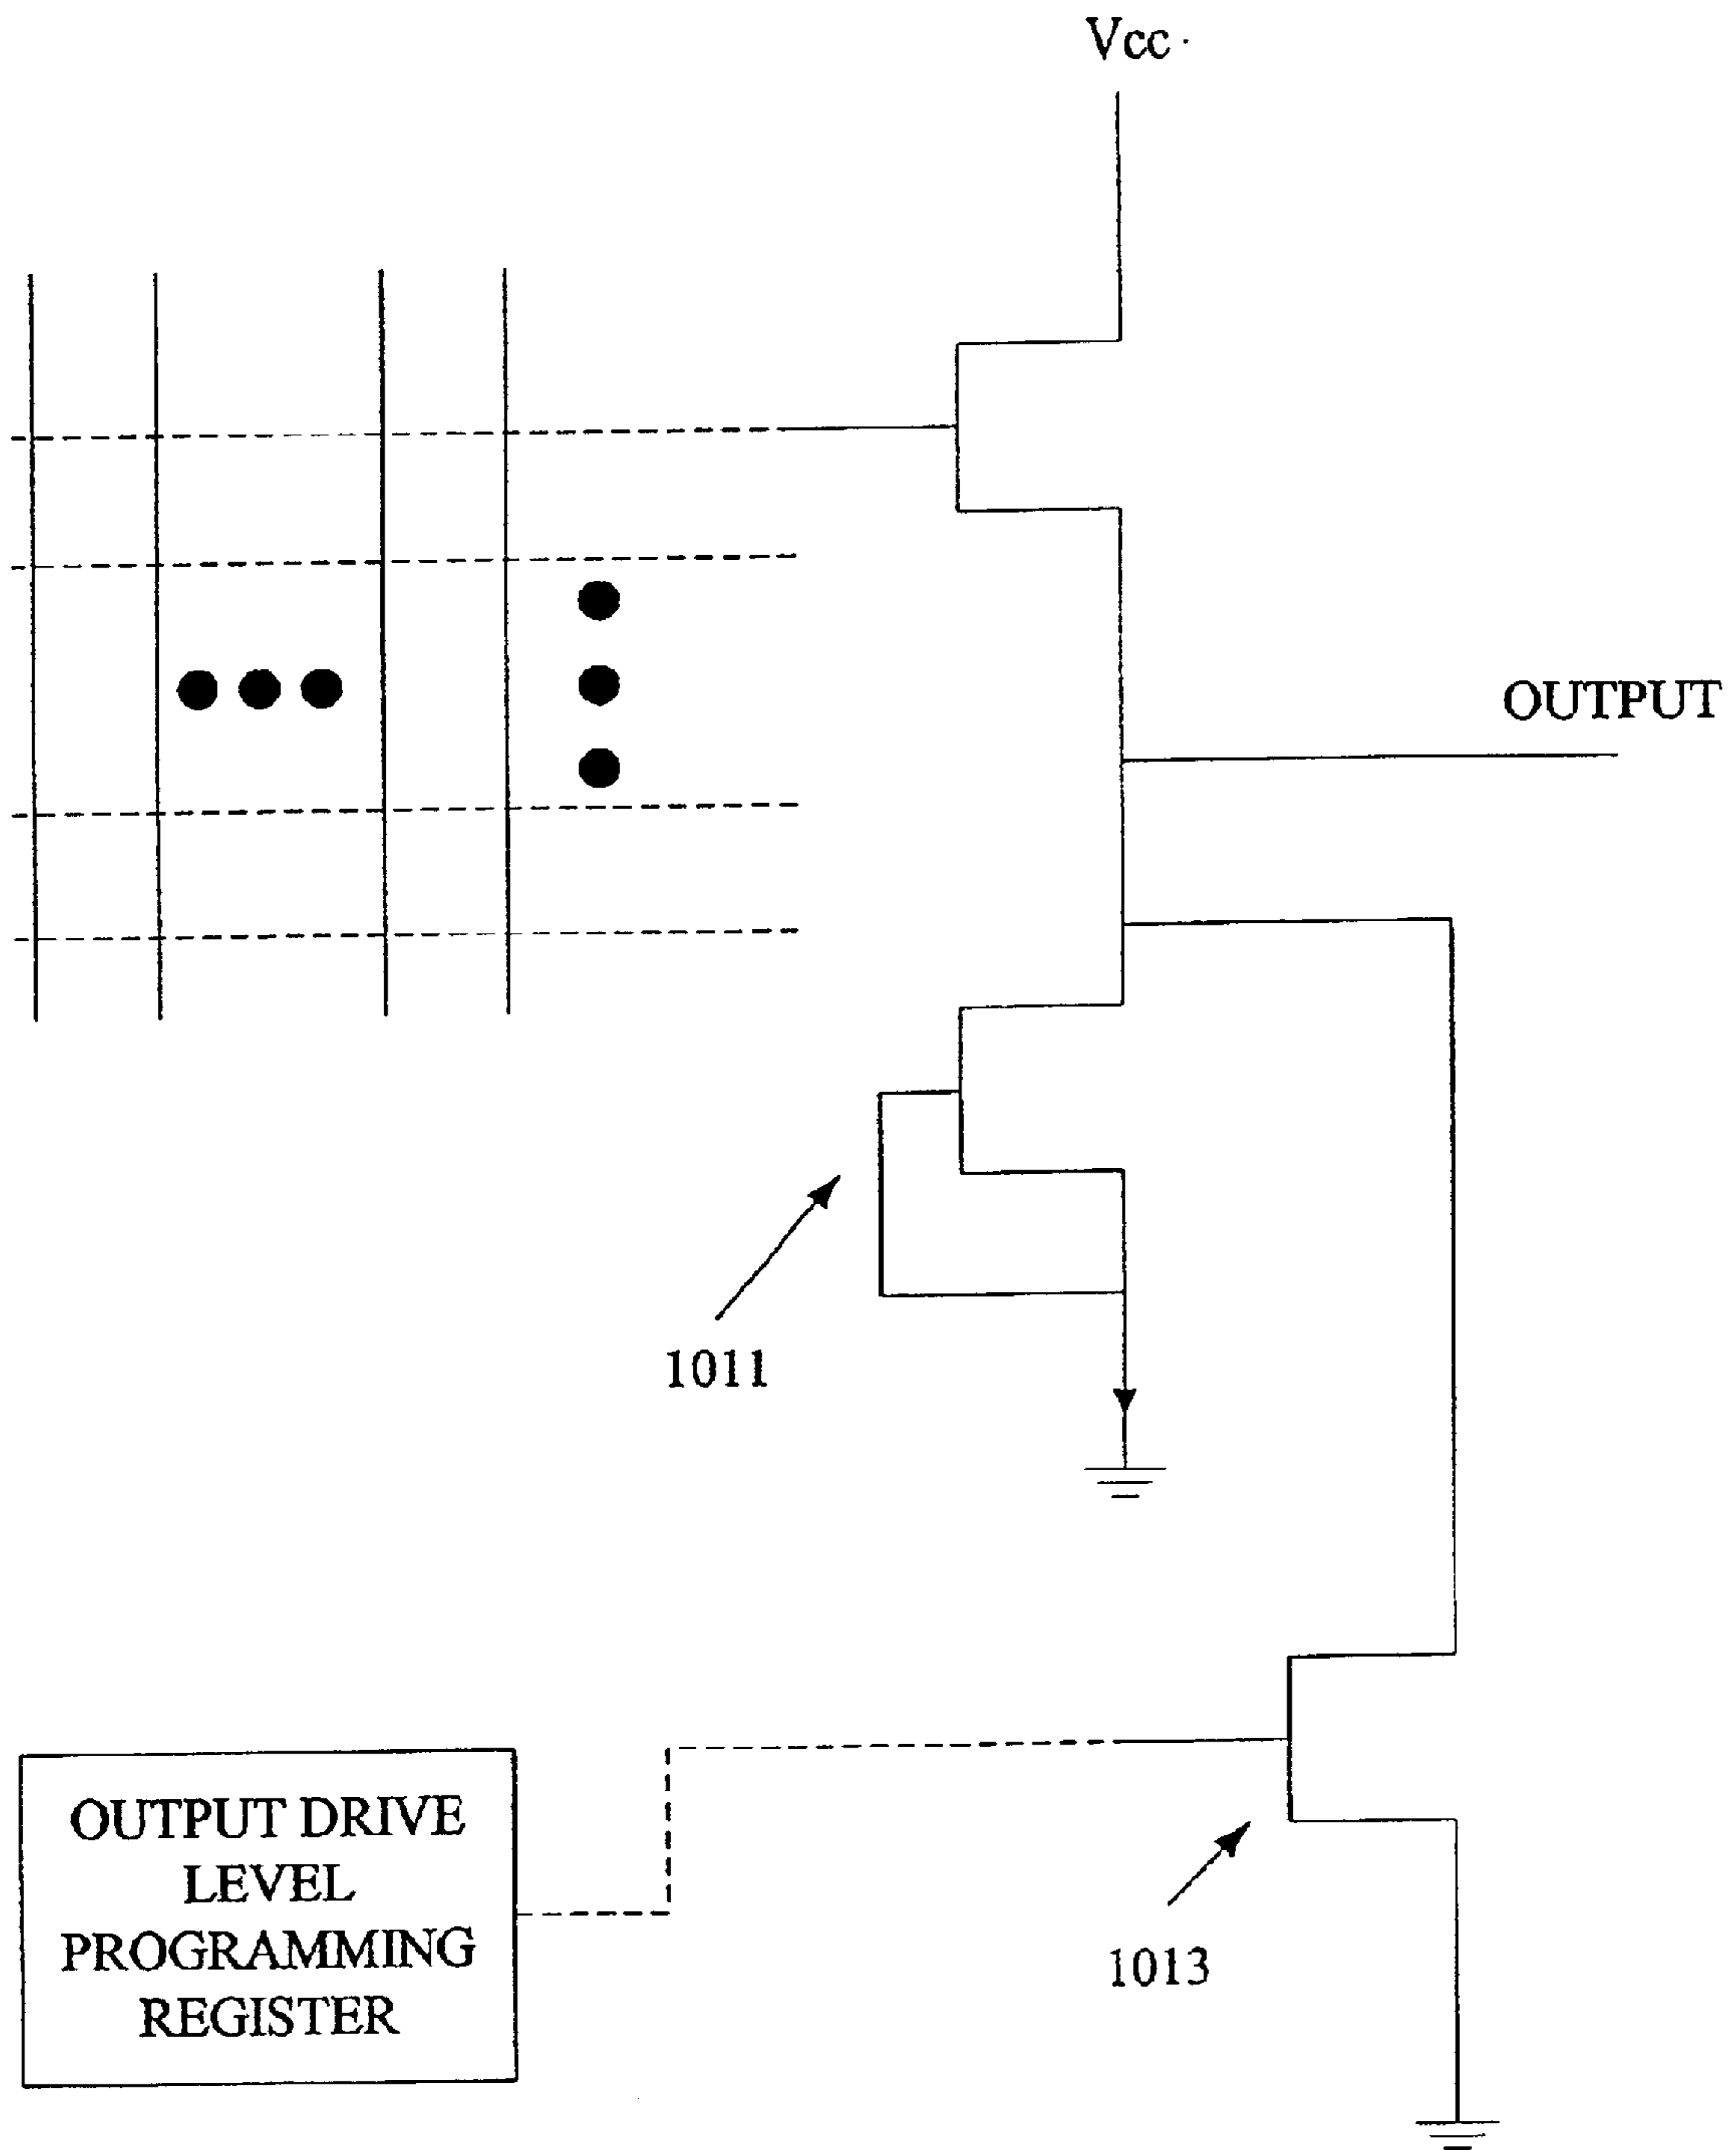 Vcc
OUTPUT
1011
OUTPUT DRIVE
LEVEL
PROGRAMMING
REGISTER
1013